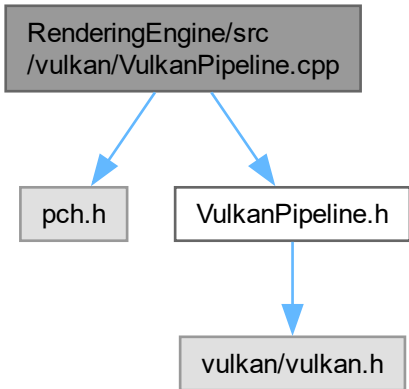 RenderingEngine/src
/vulkan/VulkanPipeline.cpp
pch.h
VulkanPipeline.h
vulkan/vulkan.h